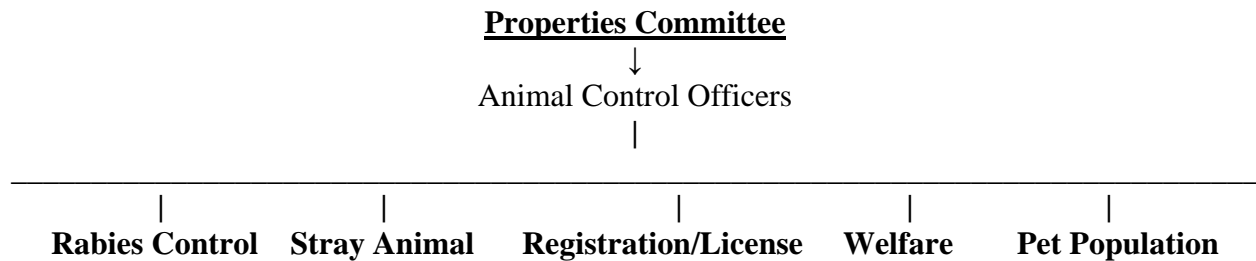 Properties Committee
↓
Animal Control Officers
Rabies Control Stray Animal Registration/License Welfare Pet Population